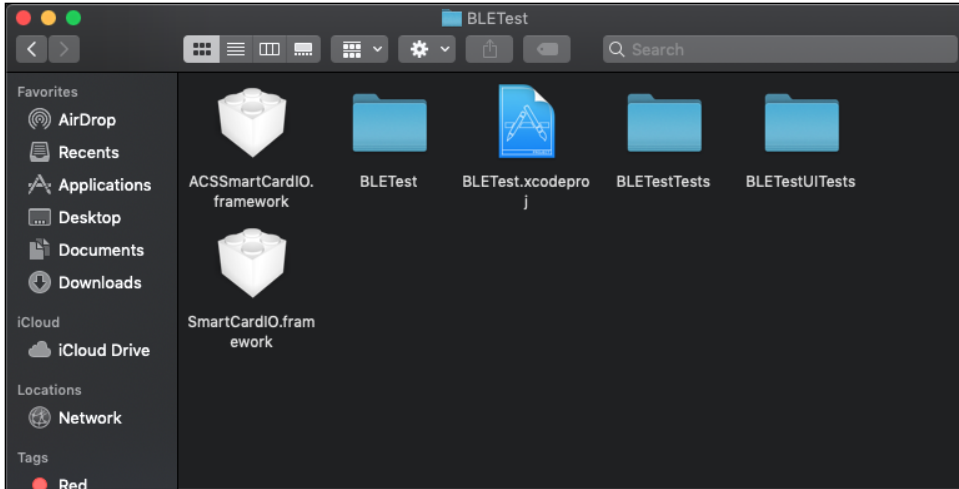 BLETest
Search
Favorites
AirDrop
Recents
Applications
Desktop
Documents
Downloads
iCloud
iCloud Drive
Locations
Network
Tags
Red
ACSSmartCardIO.
framework
BLETest
BLETest.xcodepro
j
BLETestTests
BLETestUITests
SmartCardIO.fram
ework